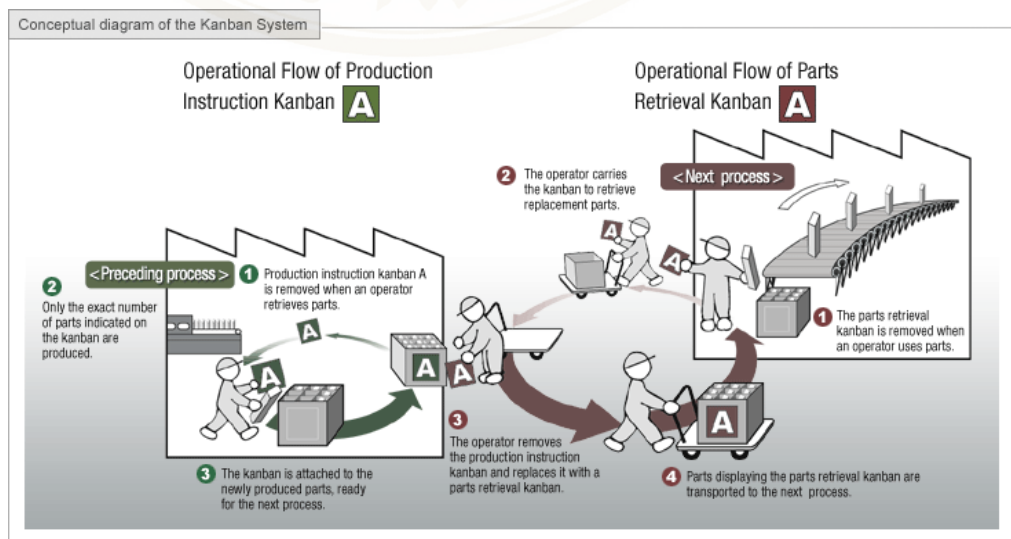 Conceptual diagram of the Kanban System
Operational Flow of Production
Instruction Kanban A
Operational Flow of Parts
Retrieval Kanban A
<Next process>
2 The operator carries
the kanban to retrieve
replacement parts.
A
A
<Preceding process>
1 Production instruction kanban A
is removed when an operator
retrieves parts.
2
Only the exact number
of parts indicated on
the kanban are
produced.
1 The parts retrieval
kanban is removed when
an operator uses parts.
A
A
A
A
A
3
The operator removes
the production instruction
kanban and replaces it with a
parts retrieval kanban.
3 The kanban is attached to the
newly produced parts, ready
for the next process.
4 Parts displaying the parts retrieval kanban are
transported to the next process.